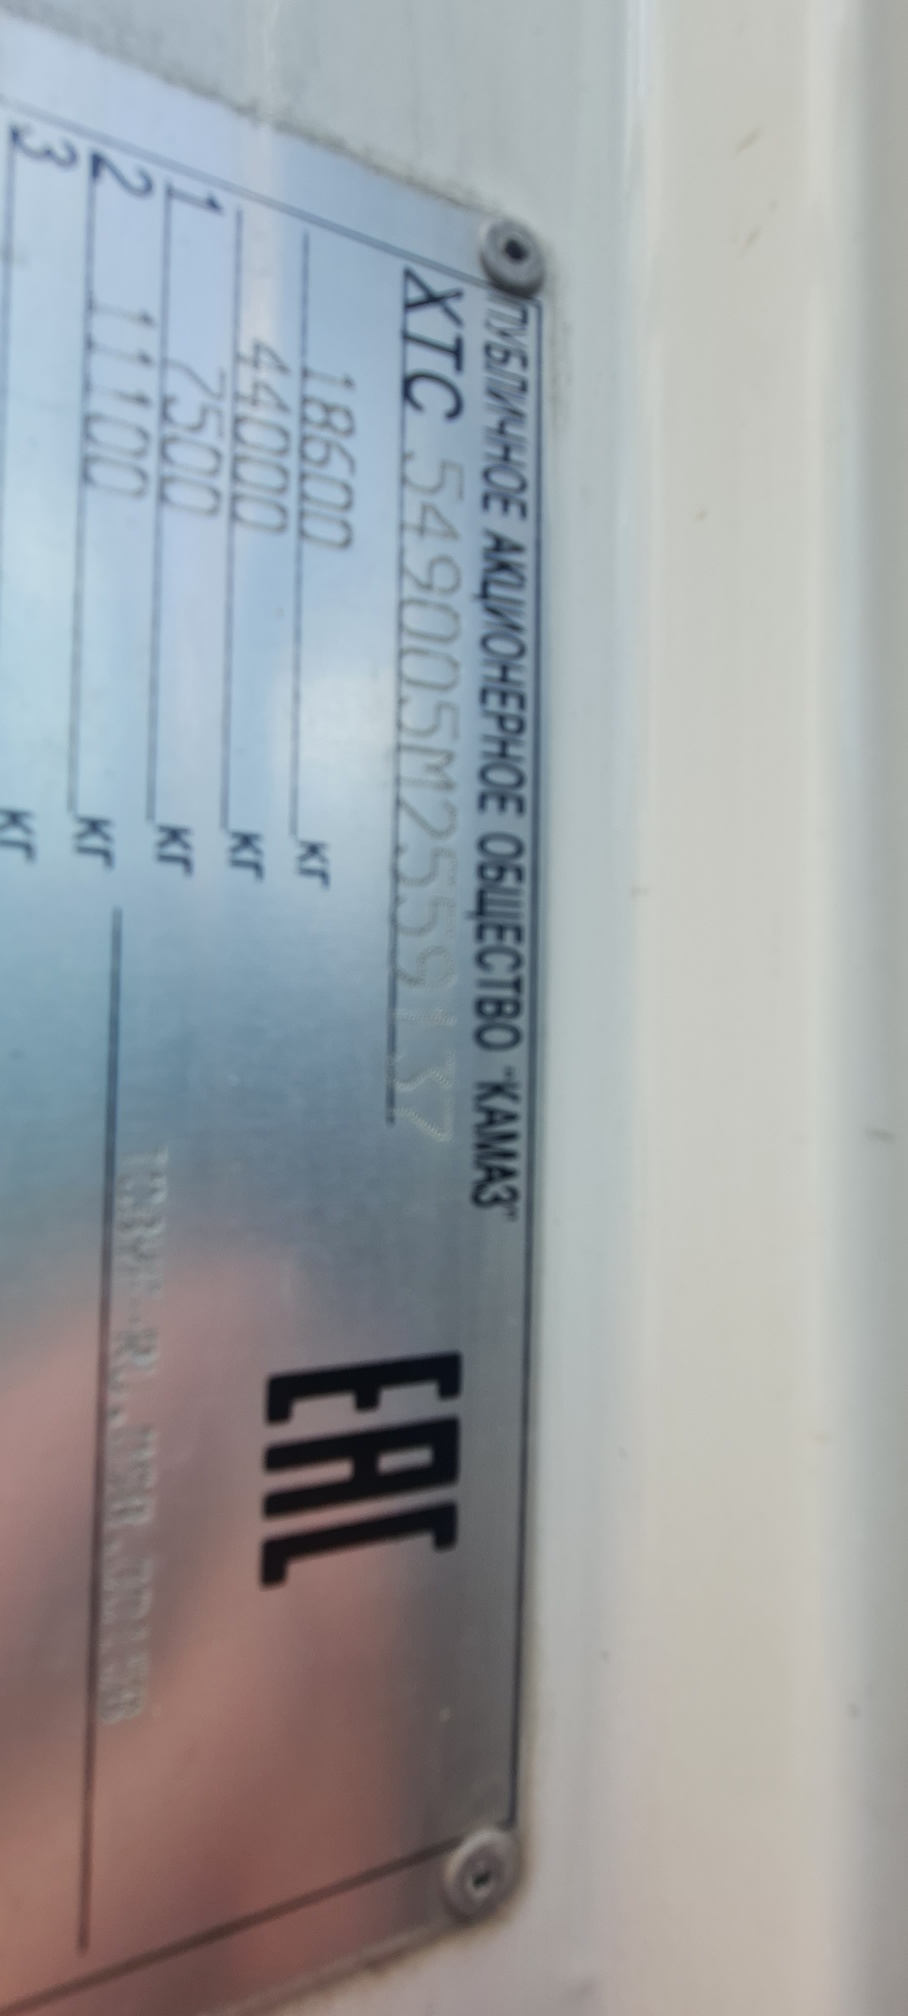 ПУБЛИЧНОЕ АКЦИОНЕРНОЕ ОБЩЕСТВО "КАМАЗ"
XTC 549005M2559137
18600 кг
44000 кг
1 7500 кг
2 11100 кг
3 кг
EAC